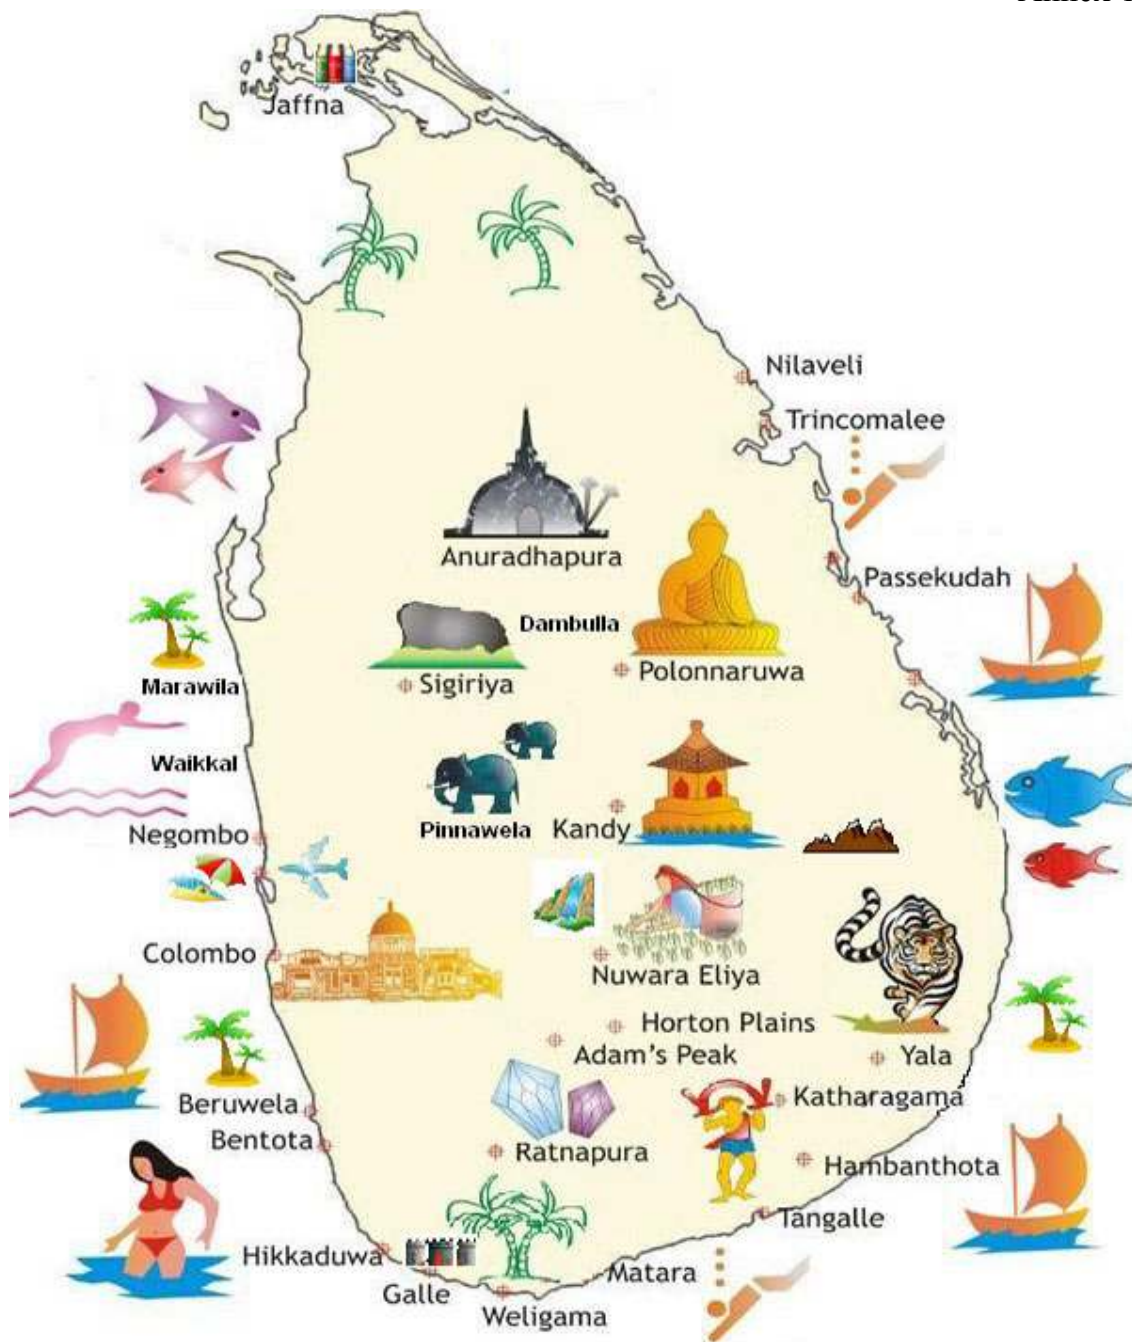 Jaffna
Nilaveli
Trincomalee
Anuradhapura
Passekudah
Dambulla
Marawila
Sigiriya
Polonnaruwa
Waikkal
Negombo
Pinnawela
Kandy
Colombo
Nuwara Eliya
Horton Plains
Adam's Peak
Yala
Beruwela
Katharagama
Bentota
Ratnapura
Hambanthota
Tangalle
Hikkaduwa
Matara
Galle
Weligama